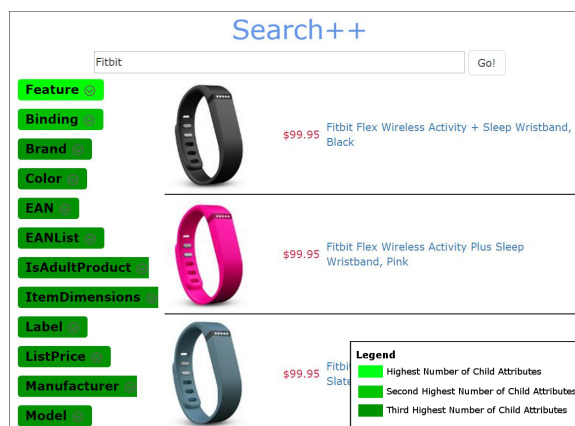 Search++
Fitbit
Go!
Feature
Binding
Brand
Color
EAN
EANList
IsAdultProduct
ItemDimensions
Label
ListPrice
Manufacturer
Model
$99.95
Fitbit Flex Wireless Activity + Sleep Wristband,
Black
$99.95
Fitbit Flex Wireless Activity Plus Sleep
Wristband, Pink
$99.95
Legend
Highest Number of Child Attributes
Second Highest Number of Child Attributes
Third Highest Number of Child Attributes